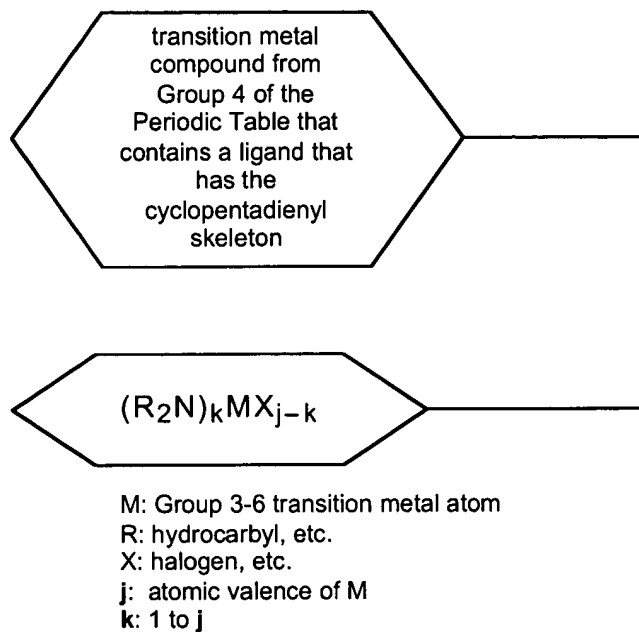 transition metal
compound from
Group 4 of the
Periodic Table that
contains a ligand that
has the
cyclopentadienyl
skeleton
(R₂N)ₖMXⱼ₋ₖ
M: Group 3-6 transition metal atom
R: hydrocarbyl, etc.
X: halogen, etc.
j: atomic valence of M
k: 1 to j